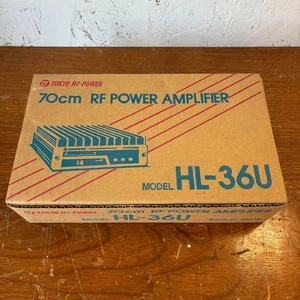 TOKYO HY-POWER
70cm RF POWER AMPLIFIER
MODEL HL-36U
TOKYO HY-POWER 70cm RF POWER AMPLIFIER
MODEL HL-36U